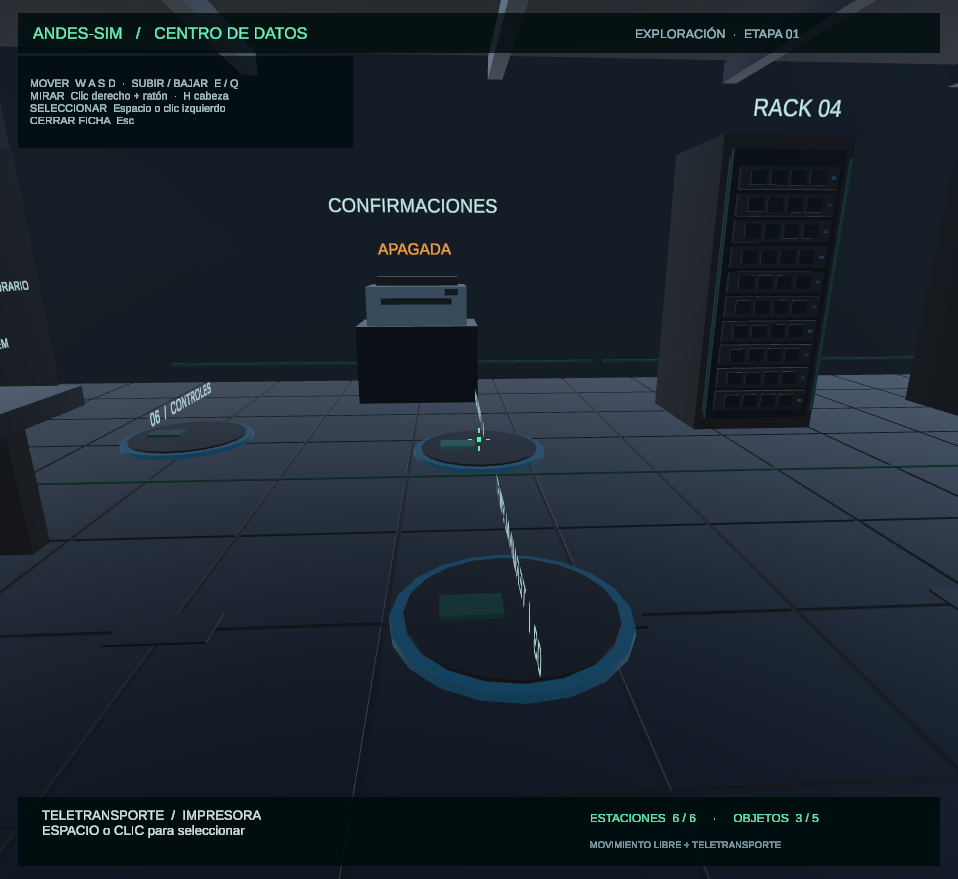 ANDES-SIM / CENTRO DE DATOS
EXPLORACIÓN · ETAPA 01
MOVER W A S D · SUBIR / BAJAR E / Q
MIRAR Clic derecho + ratón · H cabeza
SELECCIONAR Espacio o clic izquierdo
CERRAR FICHA Esc
RACK 04
CONFIRMACIONES
APAGADA
06 / CONTROLES
TELETRANSPORTE / IMPRESORA
ESPACIO o CLIC para seleccionar
ESTACIONES 6 / 6 · OBJETOS 3 / 5
MOVIMIENTO LIBRE + TELETRANSPORTE